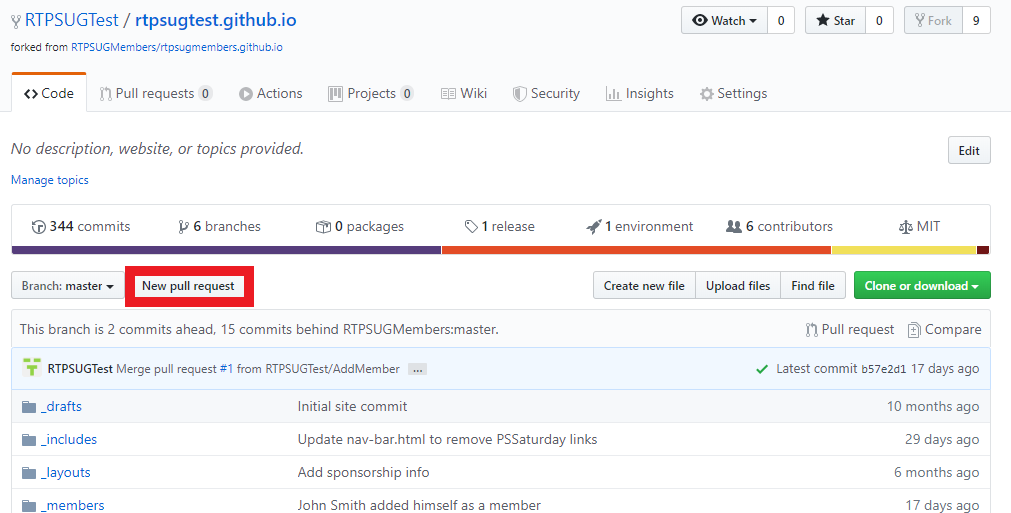 RTPSUGTest / rtpsugtest.github.io
Watch 0 Star 0 Fork 9
forked from RTPSUGMembers/rtpsugmembers.github.io
Code Pull requests 0 Actions Projects 0 Wiki Security Insights Settings
No description, website, or topics provided.
Edit
Manage topics
344 commits 6 branches 0 packages 1 release 1 environment 6 contributors MIT
Branch: master New pull request Create new file Upload files Find file Clone or download
This branch is 2 commits ahead, 15 commits behind RTPSUGMembers:master. Pull request Compare
RTPSUGTest Merge pull request #1 from RTPSUGTest/AddMember ... Latest commit b57e2d1 17 days ago
_drafts Initial site commit 10 months ago
_includes Update nav-bar.html to remove PSSaturday links 29 days ago
_layouts Add sponsorship info 6 months ago
_members John Smith added himself as a member 17 days ago